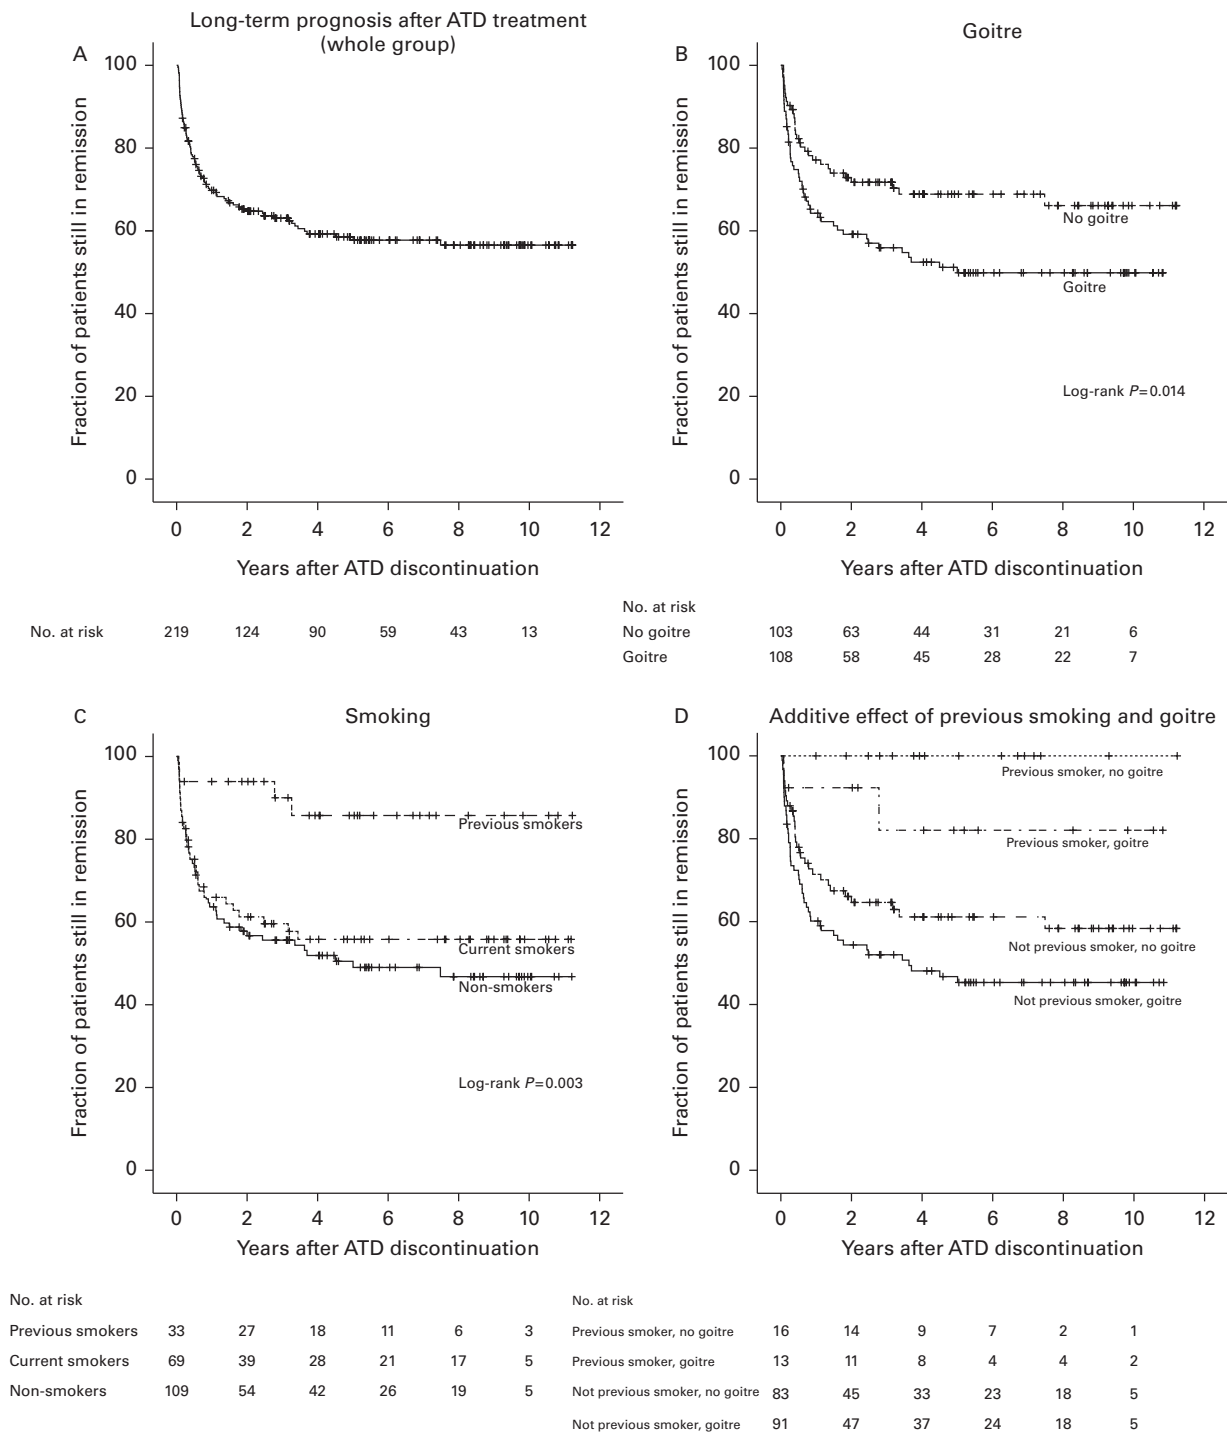 A
Long-term prognosis after ATD treatment
(whole group)
Fraction of patients still in remission
100
80
60
40
20
0
0 2 4 6 8 10 12
Years after ATD discontinuation
No. at risk 219 124 90 59 43 13
B
Goitre
Fraction of patients still in remission
100
80
60
40
20
0
No goitre
Goitre
Log-rank P=0.014
0 2 4 6 8 10 12
Years after ATD discontinuation
No. at risk
No goitre 103 63 44 31 21 6
Goitre 108 58 45 28 22 7
C
Smoking
Fraction of patients still in remission
100
80
60
40
20
0
Previous smokers
Current smokers
Non-smokers
Log-rank P=0.003
0 2 4 6 8 10 12
Years after ATD discontinuation
No. at risk
Previous smokers 33 27 18 11 6 3
Current smokers 69 39 28 21 17 5
Non-smokers 109 54 42 26 19 5
D
Additive effect of previous smoking and goitre
Fraction of patients still in remission
100
80
60
40
20
0
Previous smoker, no goitre
Previous smoker, goitre
Not previous smoker, no goitre
Not previous smoker, goitre
0 2 4 6 8 10 12
Years after ATD discontinuation
No. at risk
Previous smoker, no goitre 16 14 9 7 2 1
Previous smoker, goitre 13 11 8 4 4 2
Not previous smoker, no goitre 83 45 33 23 18 5
Not previous smoker, goitre 91 47 37 24 18 5